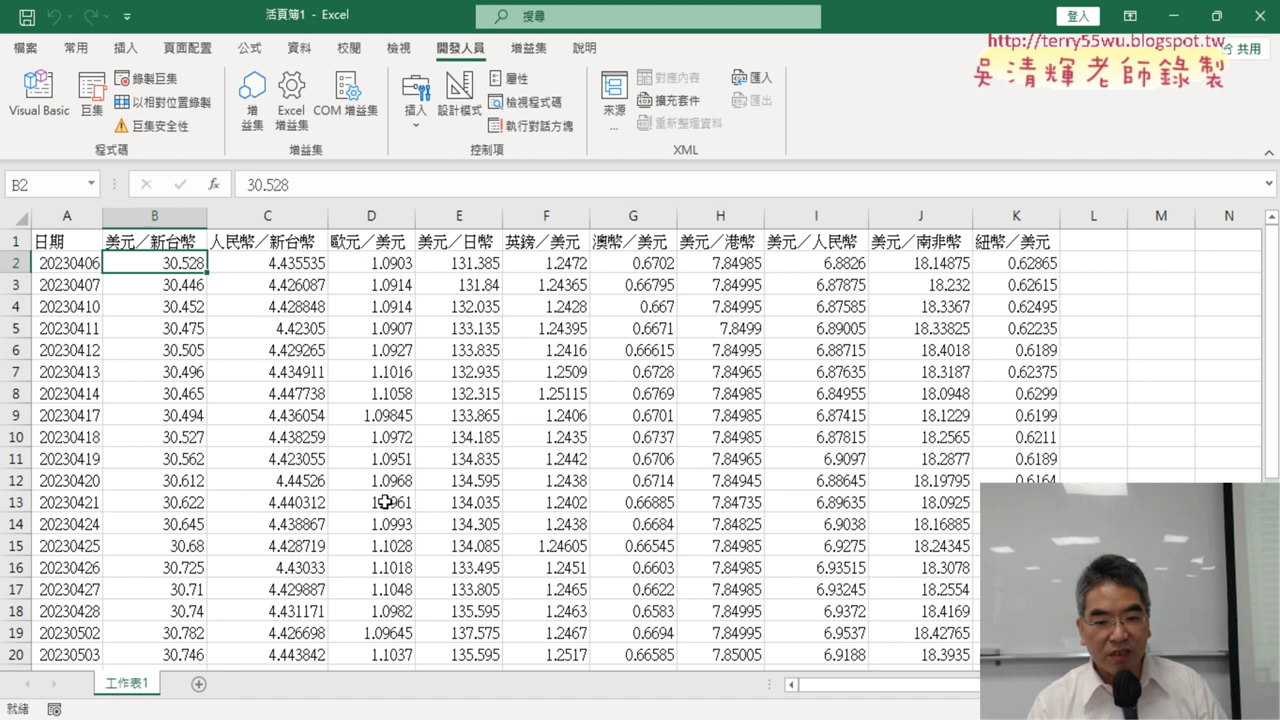 活頁簿1 - Excel
搜尋
登入
檔案 常用 插入 頁面配置 公式 資料 校閱 檢視 開發人員 增益集 說明
共用
http://terry55wu.blogspot.tw
吳清輝老師錄製
Visual Basic
巨集
錄製巨集
以相對位置錄製
巨集安全性
程式碼
增益集
Excel 增益集
COM 增益集
增益集
插入
設計模式
屬性
檢視程式碼
執行對話方塊
控制項
來源
...
對應內容
擴充套件
重新整理資料
匯入
匯出
XML
B2
fx
30.528
A B C D E F G H I J K L M N
1 日期 美元／新台幣 人民幣／新台幣 歐元／美元 美元／日幣 英鎊／美元 澳幣／美元 美元／港幣 美元／人民幣 美元／南非幣 紐幣／美元
2 20230406 30.528 4.435535 1.0903 131.385 1.2472 0.6702 7.84985 6.8826 18.14875 0.62865
3 20230407 30.446 4.426087 1.0914 131.84 1.24365 0.66795 7.84995 6.87875 18.232 0.62615
4 20230410 30.452 4.428848 1.0914 132.035 1.2428 0.667 7.84995 6.87585 18.3367 0.62495
5 20230411 30.475 4.42305 1.0907 133.135 1.24395 0.6671 7.8499 6.89005 18.33825 0.62235
6 20230412 30.505 4.429265 1.0927 133.835 1.2416 0.66615 7.84995 6.88715 18.4018 0.6189
7 20230413 30.496 4.434911 1.1016 132.935 1.2509 0.6728 7.84965 6.87635 18.3187 0.62375
8 20230414 30.465 4.447738 1.1058 132.315 1.25115 0.6769 7.84985 6.84955 18.0948 0.6299
9 20230417 30.494 4.436054 1.09845 133.865 1.2406 0.6701 7.84985 6.87415 18.1229 0.6199
10 20230418 30.527 4.438259 1.0972 134.185 1.2435 0.6737 7.84985 6.87815 18.2565 0.6211
11 20230419 30.562 4.423055 1.0951 134.835 1.2442 0.6706 7.84965 6.9097 18.2877 0.6189
12 20230420 30.612 4.44526 1.0968 134.595 1.2438 0.6714 7.84945 6.88645 18.19795 0.6164
13 20230421 30.622 4.440312 134.035 1.2402 0.66885 7.84735 6.89635 18.0925
14 20230424 30.645 4.438867 1.0993 134.305 1.2438 0.6684 7.84825 6.9038 18.16885
15 20230425 30.68 4.428719 1.1028 134.085 1.24605 0.66545 7.84985 6.9275 18.24345
16 20230426 30.725 4.43033 1.1018 133.495 1.2451 0.6603 7.84985 6.93515 18.3078
17 20230427 30.71 4.429887 1.1048 133.805 1.2465 0.6622 7.84985 6.93245 18.2554
18 20230428 30.74 4.431171 1.0982 135.595 1.2463 0.6583 7.84995 6.9372 18.4169
19 20230502 30.782 4.426698 1.09645 137.575 1.2467 0.6694 7.84995 6.9537 18.42765
20 20230503 30.746 4.443842 1.1037 135.595 1.2517 0.66585 7.85005 6.9188 18.3935
工作表1
就緒